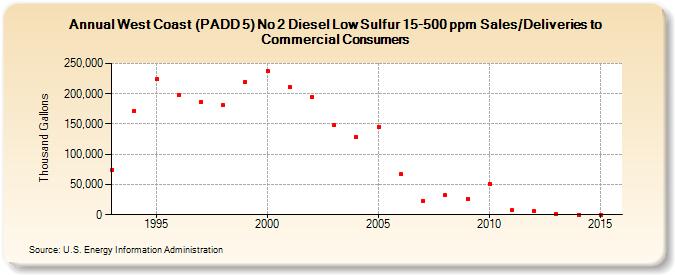 Annual West Coast (PADD 5) No 2 Diesel Low Sulfur 15-500 ppm Sales/Deliveries to
Commercial Consumers
Thousand Gallons
250,000
200,000
150,000
100,000
50,000
0
1995 2000 2005 2010 2015
Source: U.S. Energy Information Administration